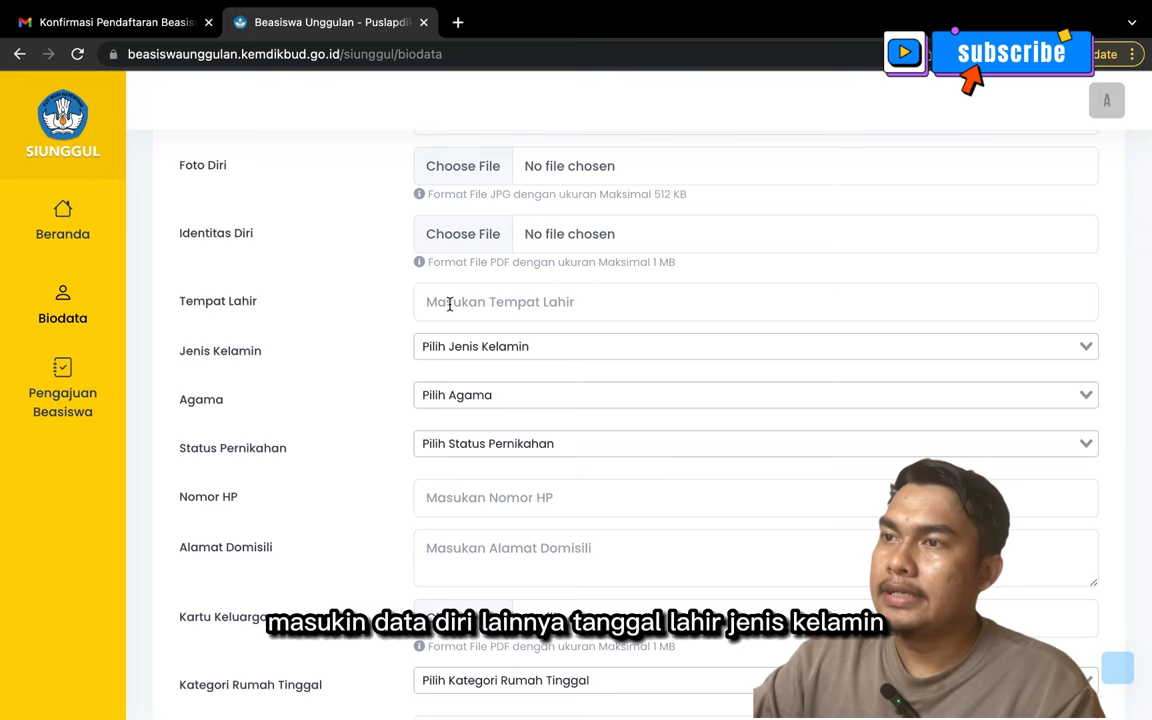 Konfirmasi Pendaftaran Beasis
Beasiswa Unggulan - Puslapdik
beasiswaunggulan.kemdikbud.go.id/siunggul/biodata
subscribe
date
A
SIUNGGUL
Beranda
Biodata
Pengajuan
Beasiswa
Foto Diri
Choose File No file chosen
Format File JPG dengan ukuran Maksimal 512 KB
Identitas Diri
Choose File No file chosen
Format File PDF dengan ukuran Maksimal 1 MB
Tempat Lahir
Masukan Tempat Lahir
Jenis Kelamin
Pilih Jenis Kelamin
Agama
Pilih Agama
Status Pernikahan
Pilih Status Pernikahan
Nomor HP
Masukan Nomor HP
Alamat Domisili
Masukan Alamat Domisili
Kartu Keluarga
masukin data diri lainnya tanggal lahir jenis kelamin
Format File PDF dengan ukuran Maksimal 1 MB
Kategori Rumah Tinggal
Pilih Kategori Rumah Tinggal